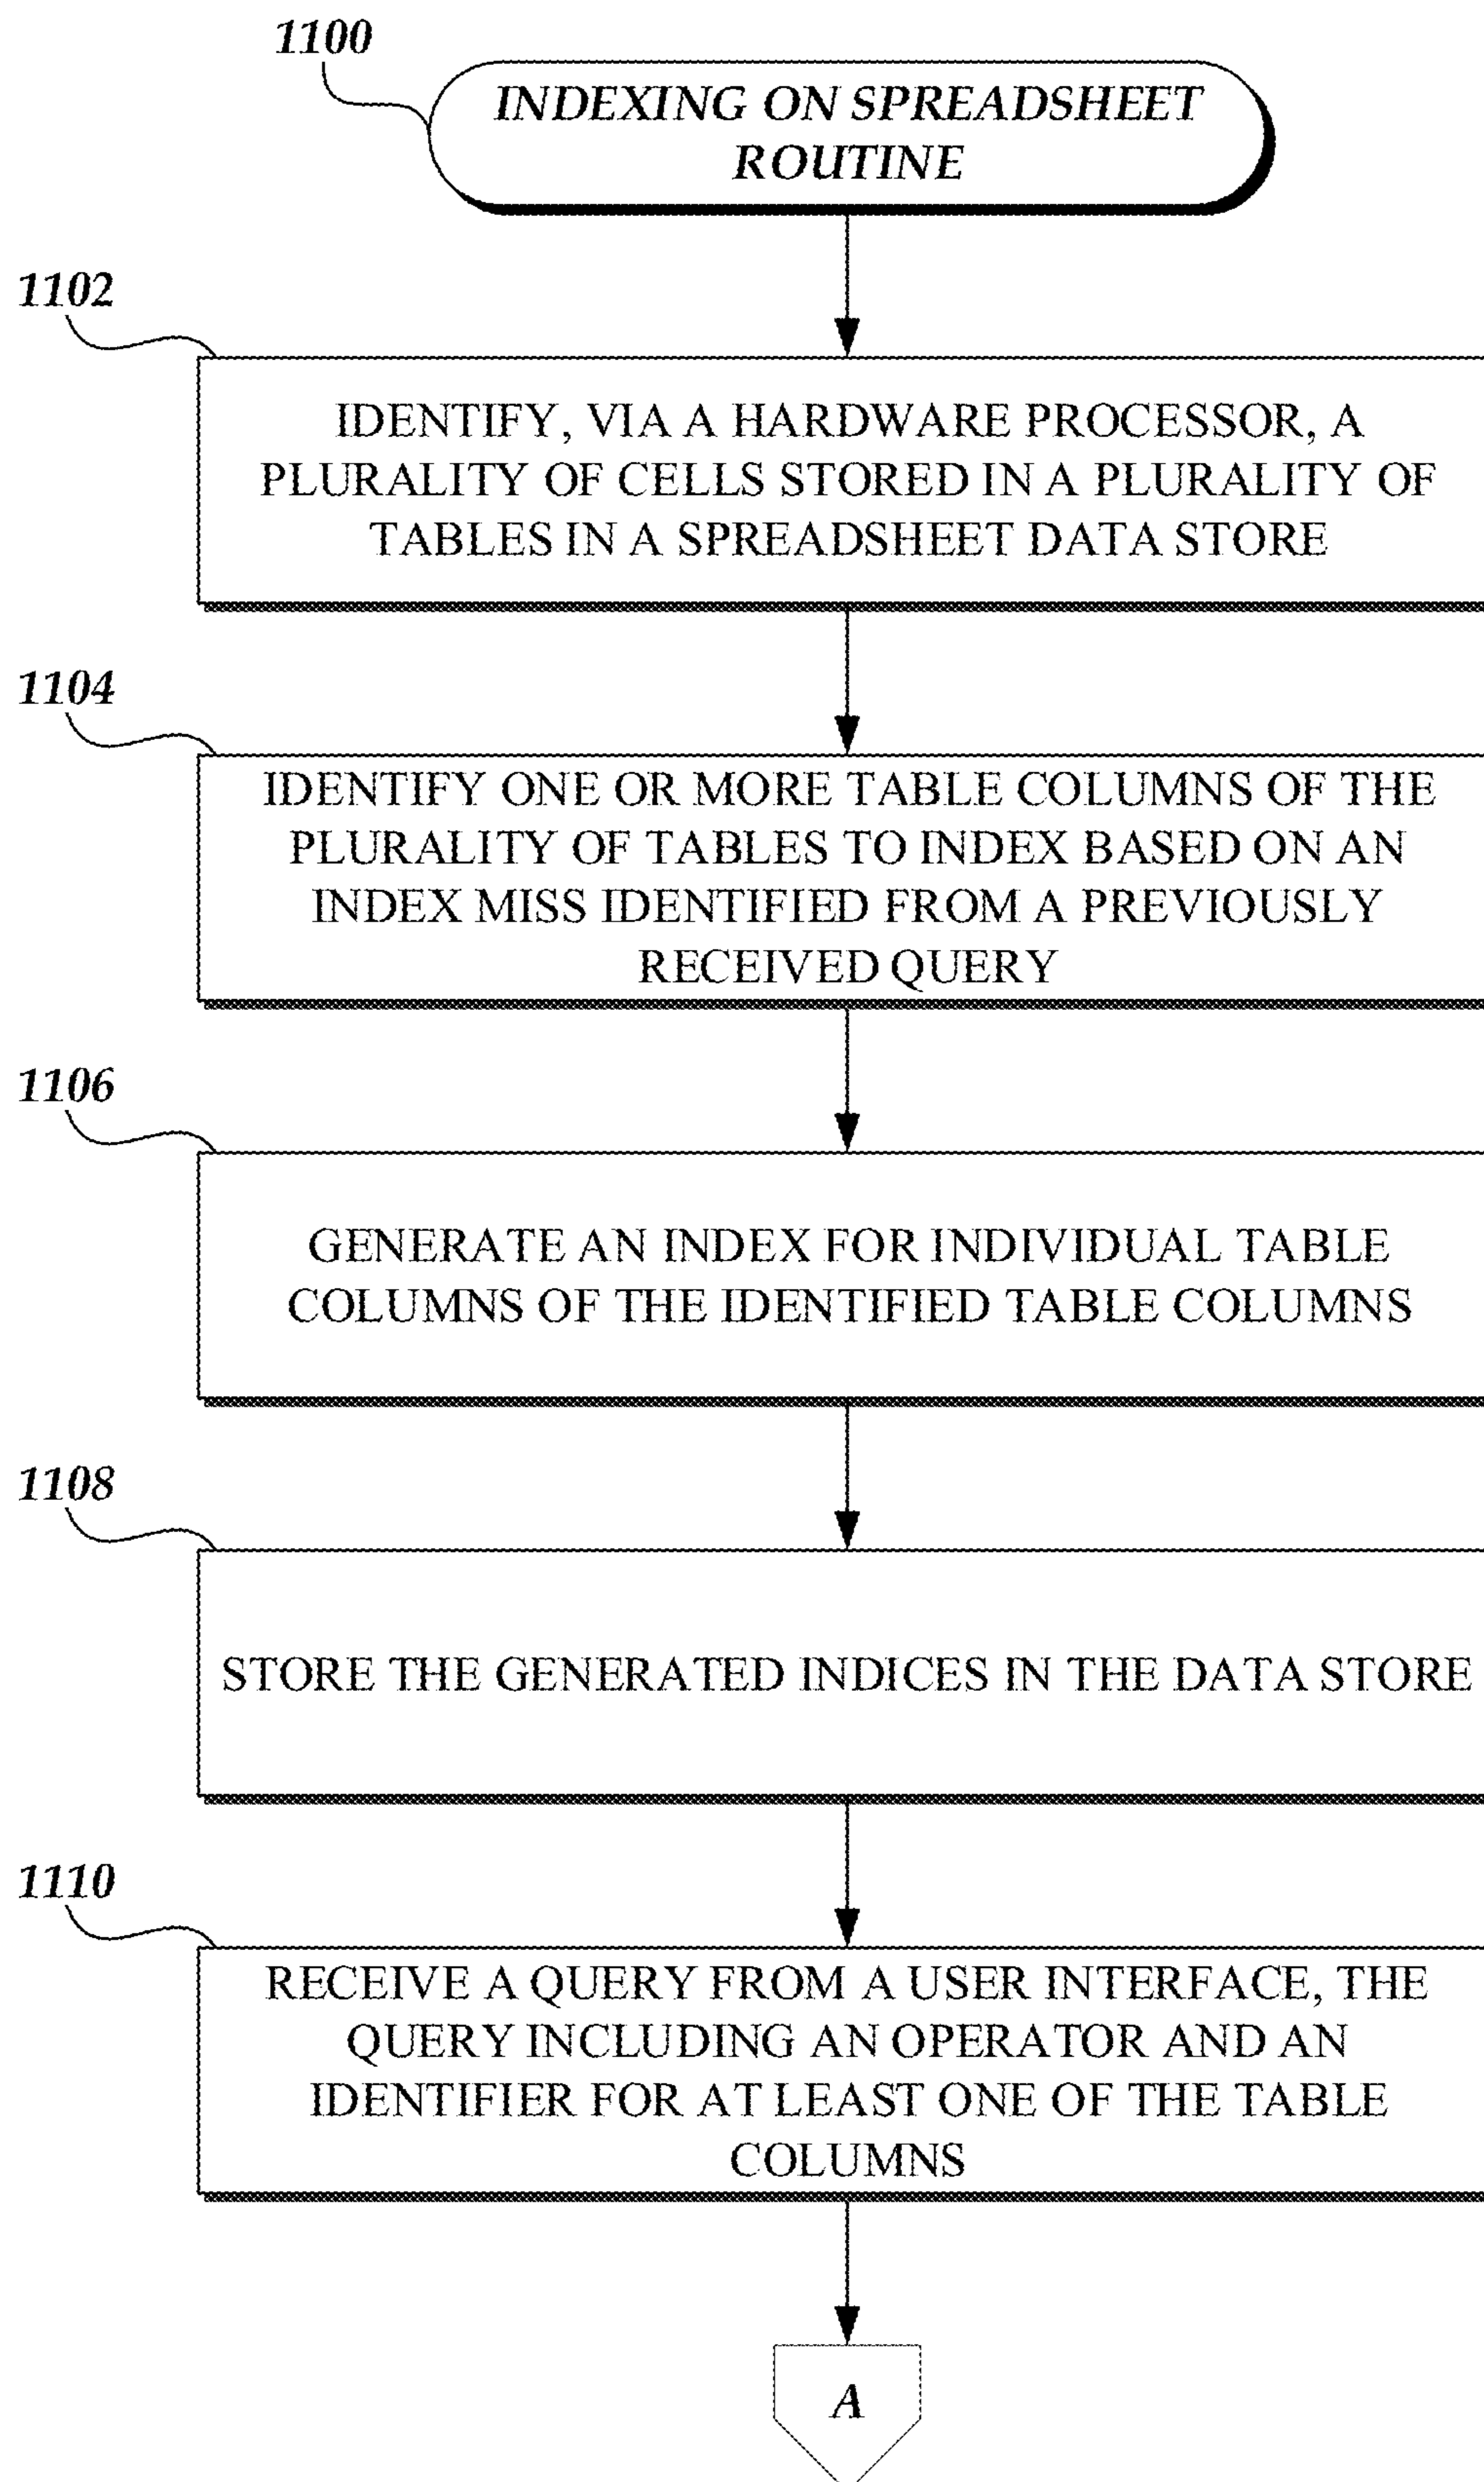 1100
INDEXING ON SPREADSHEET
ROUTINE
1102
IDENTIFY, VIA A HARDWARE PROCESSOR, A
PLURALITY OF CELLS STORED IN A PLURALITY OF
TABLES IN A SPREADSHEET DATA STORE
1104
IDENTIFY ONE OR MORE TABLE COLUMNS OF THE
PLURALITY OF TABLES TO INDEX BASED ON AN
INDEX MISS IDENTIFIED FROM A PREVIOUSLY
RECEIVED QUERY
1106
GENERATE AN INDEX FOR INDIVIDUAL TABLE
COLUMNS OF THE IDENTIFIED TABLE COLUMNS
1108
STORE THE GENERATED INDICES IN THE DATA STORE
1110
RECEIVE A QUERY FROM A USER INTERFACE, THE
QUERY INCLUDING AN OPERATOR AND AN
IDENTIFIER FOR AT LEAST ONE OF THE TABLE
COLUMNS
A